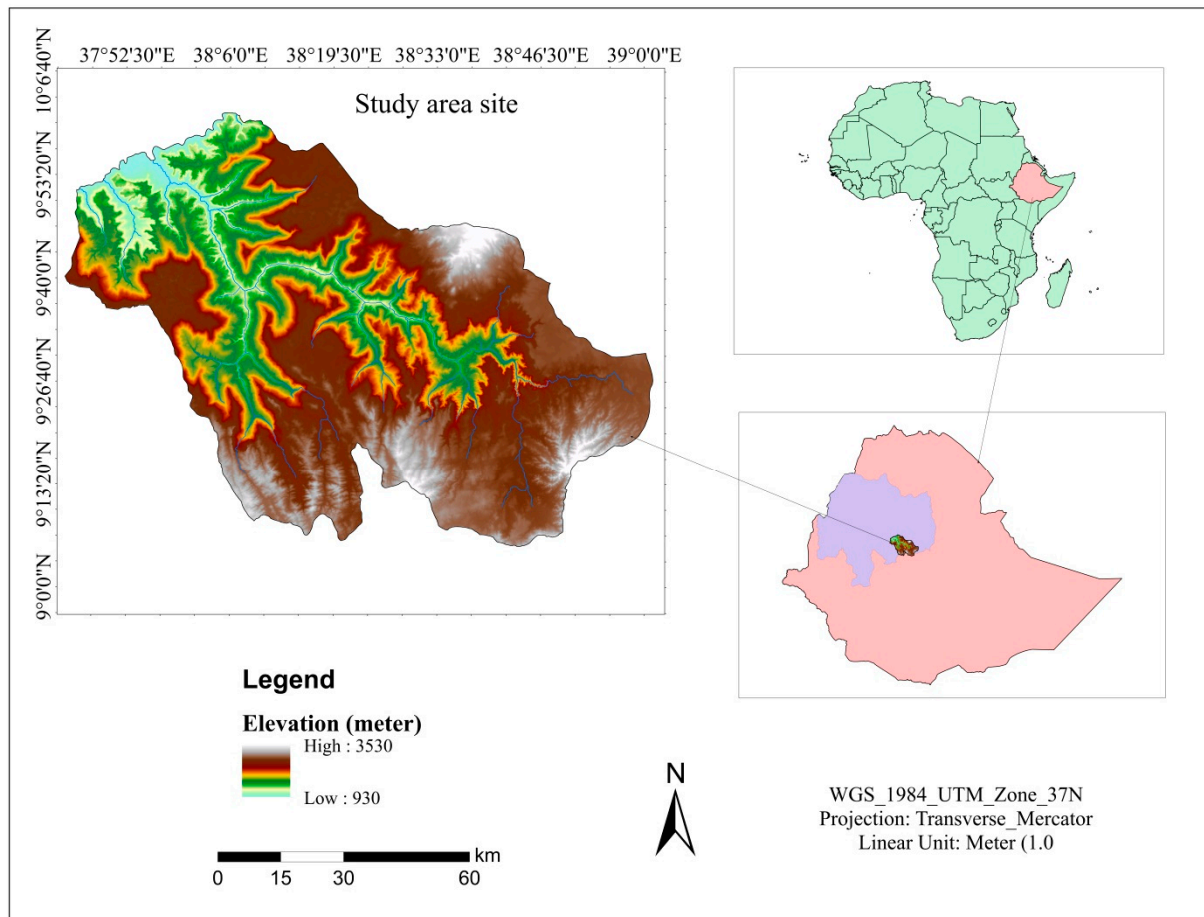 37°52'30"E 38°6'0"E 38°19'30"E 38°33'0"E 38°46'30"E 39°0'0"E
10°6'40"N
9°53'20"N
9°40'0"N
9°26'40"N
9°13'20"N
9°0'0"N
Study area site
Legend
Elevation (meter)
High : 3530
Low : 930
km
0 15 30 60
N
WGS_1984_UTM_Zone_37N
Projection: Transverse_Mercator
Linear Unit: Meter (1.0